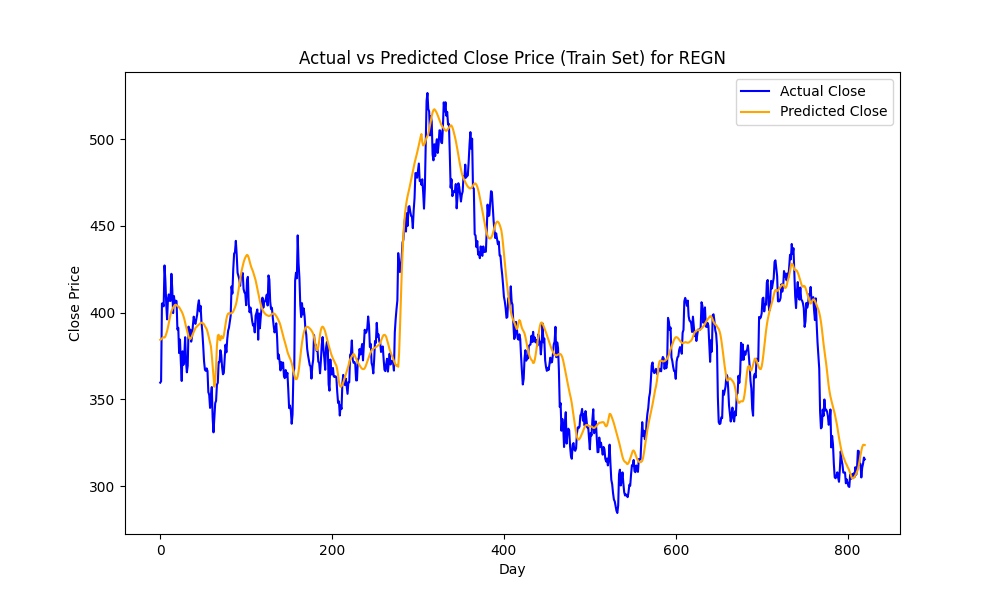 Actual vs Predicted Close Price (Train Set) for REGN
Actual Close
Predicted Close
Close Price
500
450
400
350
300
0
200
400
600
800
Day